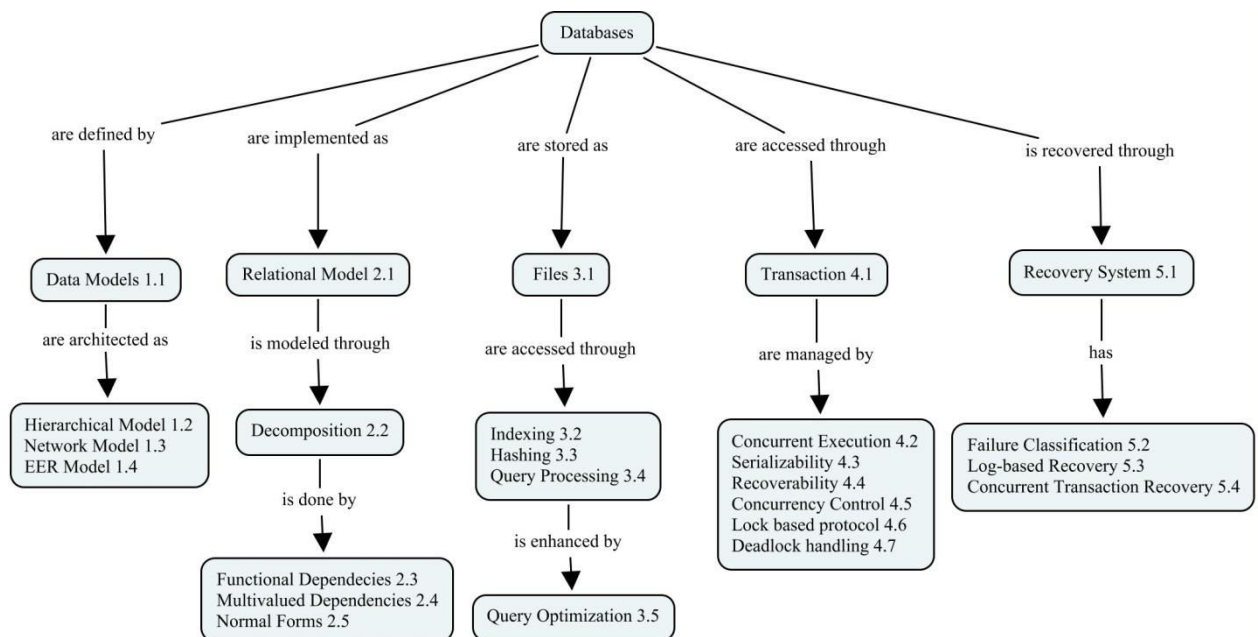 Databases
are defined by
are implemented as
are stored as
are accessed through
is recovered through
Data Models 1.1
Relational Model 2.1
Files 3.1
Transaction 4.1
Recovery System 5.1
are architected as
is modeled through
are accessed through
are managed by
has
Hierarchical Model 1.2
Network Model 1.3
EER Model 1.4
Decomposition 2.2
Indexing 3.2
Hashing 3.3
Query Processing 3.4
Concurrent Execution 4.2
Serializability 4.3
Recoverability 4.4
Concurrency Control 4.5
Lock based protocol 4.6
Deadlock handling 4.7
Failure Classification 5.2
Log-based Recovery 5.3
Concurrent Transaction Recovery 5.4
is done by
is enhanced by
Functional Dependecies 2.3
Multivalued Dependencies 2.4
Normal Forms 2.5
Query Optimization 3.5